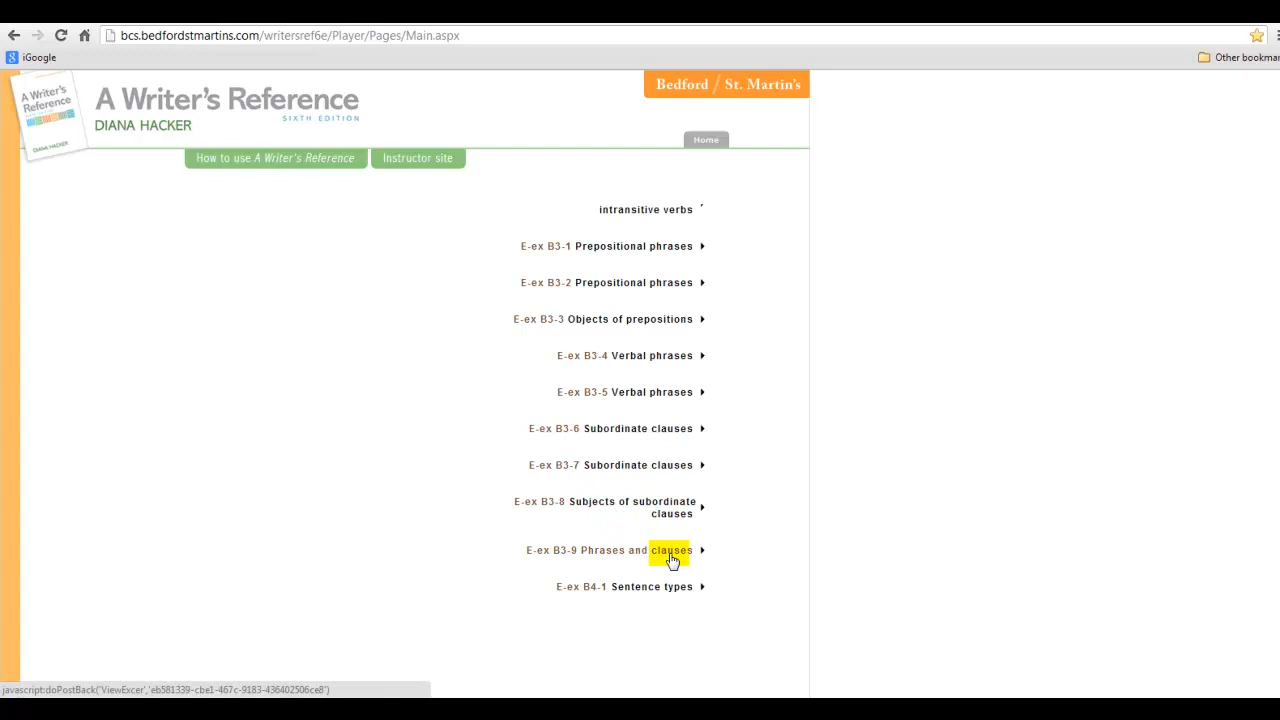 bcs.bedfordstmartins.com/writersref6e/Player/Pages/Main.aspx
iGoogle
Other bookmar
Bedford / St. Martin's
A Writer's Reference
SIXTH EDITION
DIANA HACKER
A Writer's
Reference
DIANA HACKER
Home
How to use A Writer's Reference
Instructor site
intransitive verbs
E-ex B3-1 Prepositional phrases
E-ex B3-2 Prepositional phrases
E-ex B3-3 Objects of prepositions
E-ex B3-4 Verbal phrases
E-ex B3-5 Verbal phrases
E-ex B3-6 Subordinate clauses
E-ex B3-7 Subordinate clauses
E-ex B3-8 Subjects of subordinate
clauses
E-ex B3-9 Phrases and clauses
E-ex B4-1 Sentence types
javascript:doPostBack('ViewExcer','eb581339-cbe1-467c-9183-436402506ce8')